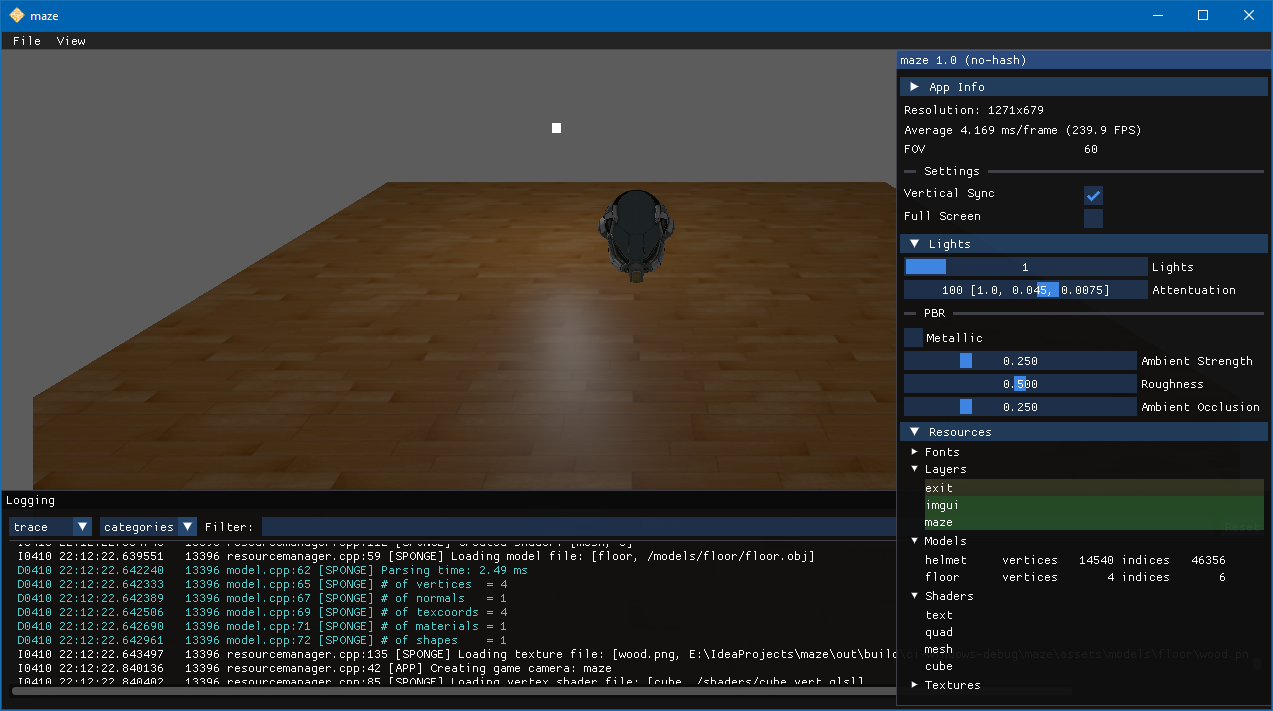 maze
File View
maze 1.0 (no-hash)
App Info
Resolution: 1271x679
Average 4.169 ms/frame (239.9 FPS)
FOV 60
Settings
Vertical Sync
Full Screen
Lights
1 Lights
100 [1.0, 0.045, 0.0075] Attentuation
PBR
Metallic
0.250 Ambient Strength
0.500 Roughness
0.250 Ambient Occlusion
Resources
Fonts
Layers
exit
imgui
maze
Models
helmet vertices 14540 indices 46356
floor vertices 4 indices 6
Shaders
text
quad
mesh
cube
Textures
Logging
trace categories Filter: Reset
I0410 22:12:22.639551 13396 resourcemanager.cpp:59 [SPONGE] Loading model file: [floor, /models/floor/floor.obj]
D0410 22:12:22.642240 13396 model.cpp:62 [SPONGE] Parsing time: 2.49 ms
D0410 22:12:22.642333 13396 model.cpp:65 [SPONGE] # of vertices = 4
D0410 22:12:22.642389 13396 model.cpp:67 [SPONGE] # of normals = 1
D0410 22:12:22.642506 13396 model.cpp:69 [SPONGE] # of texcoords = 4
D0410 22:12:22.642690 13396 model.cpp:71 [SPONGE] # of materials = 1
D0410 22:12:22.642961 13396 model.cpp:72 [SPONGE] # of shapes = 1
I0410 22:12:22.643497 13396 resourcemanager.cpp:135 [SPONGE] Loading texture file: [wood.png, E:\IdeaProjects\maze\out\build\ci-windows-debug\maze\assets\models\floor\wood.pn
I0410 22:12:22.840136 13396 resourcemanager.cpp:42 [APP] Creating game camera: maze
I0410 22:12:22.840402 13396 resourcemanager.cpp:85 [SPONGE] Loading vertex shader file: [cube, /shaders/cube.vert.glsl]